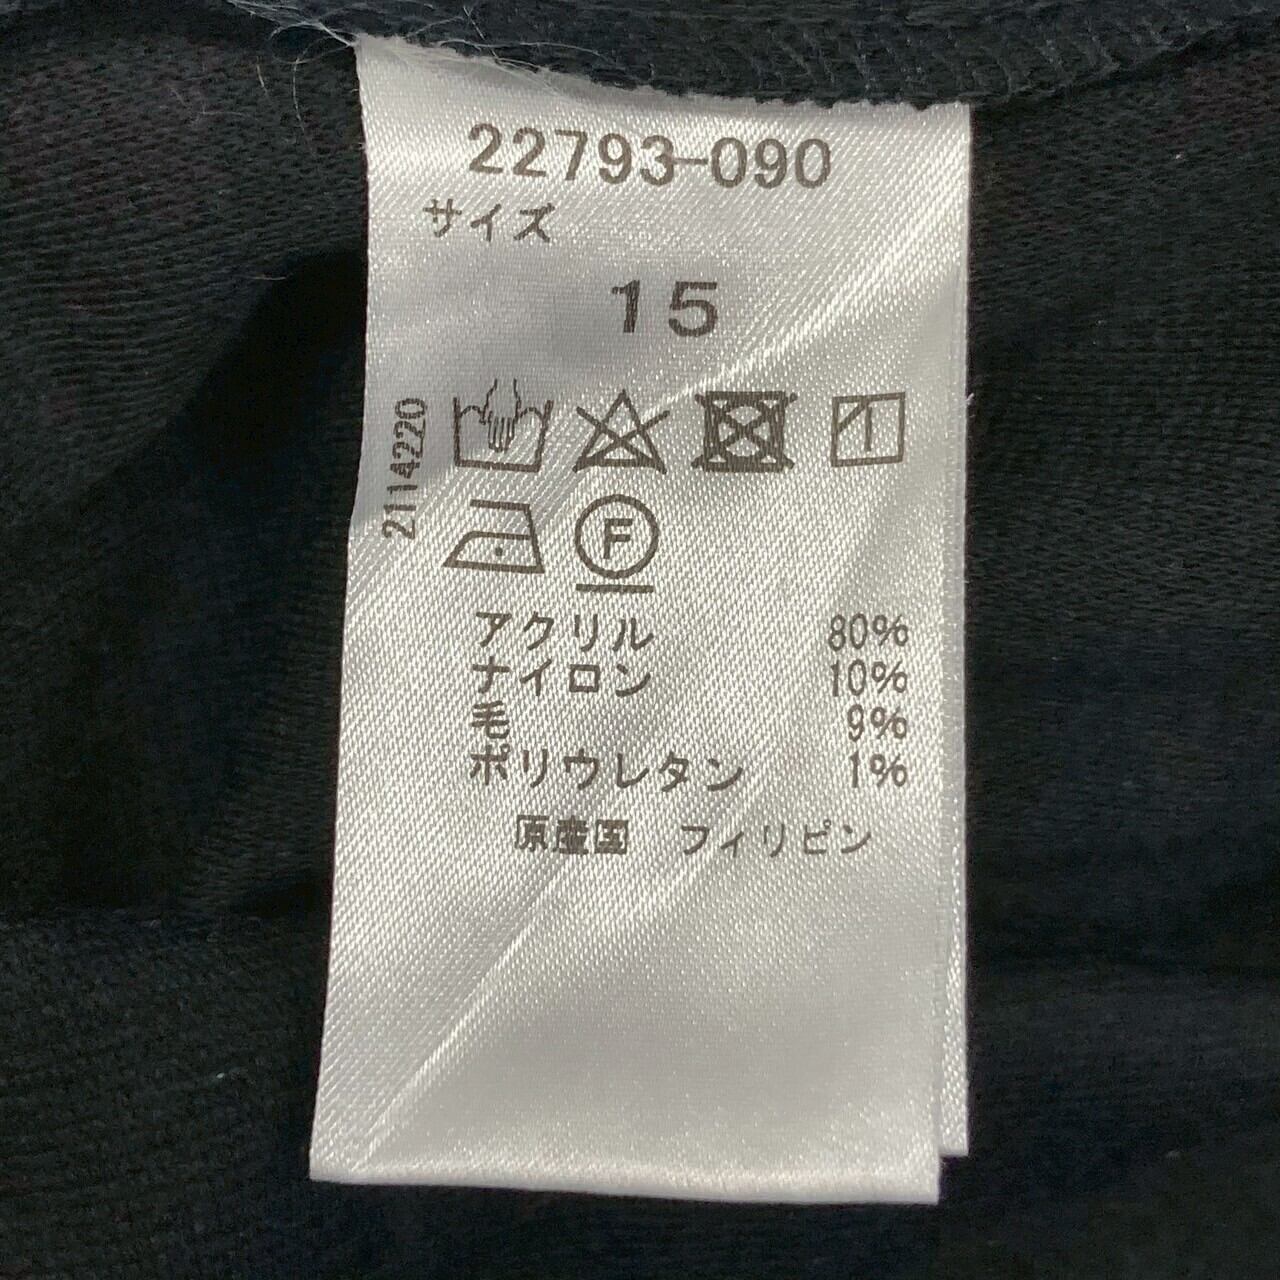 22793-090
サイズ
15
2114220
F
アクリル 80%
ナイロン 10%
毛 9%
ポリウレタン 1%
原産国 フィリピン